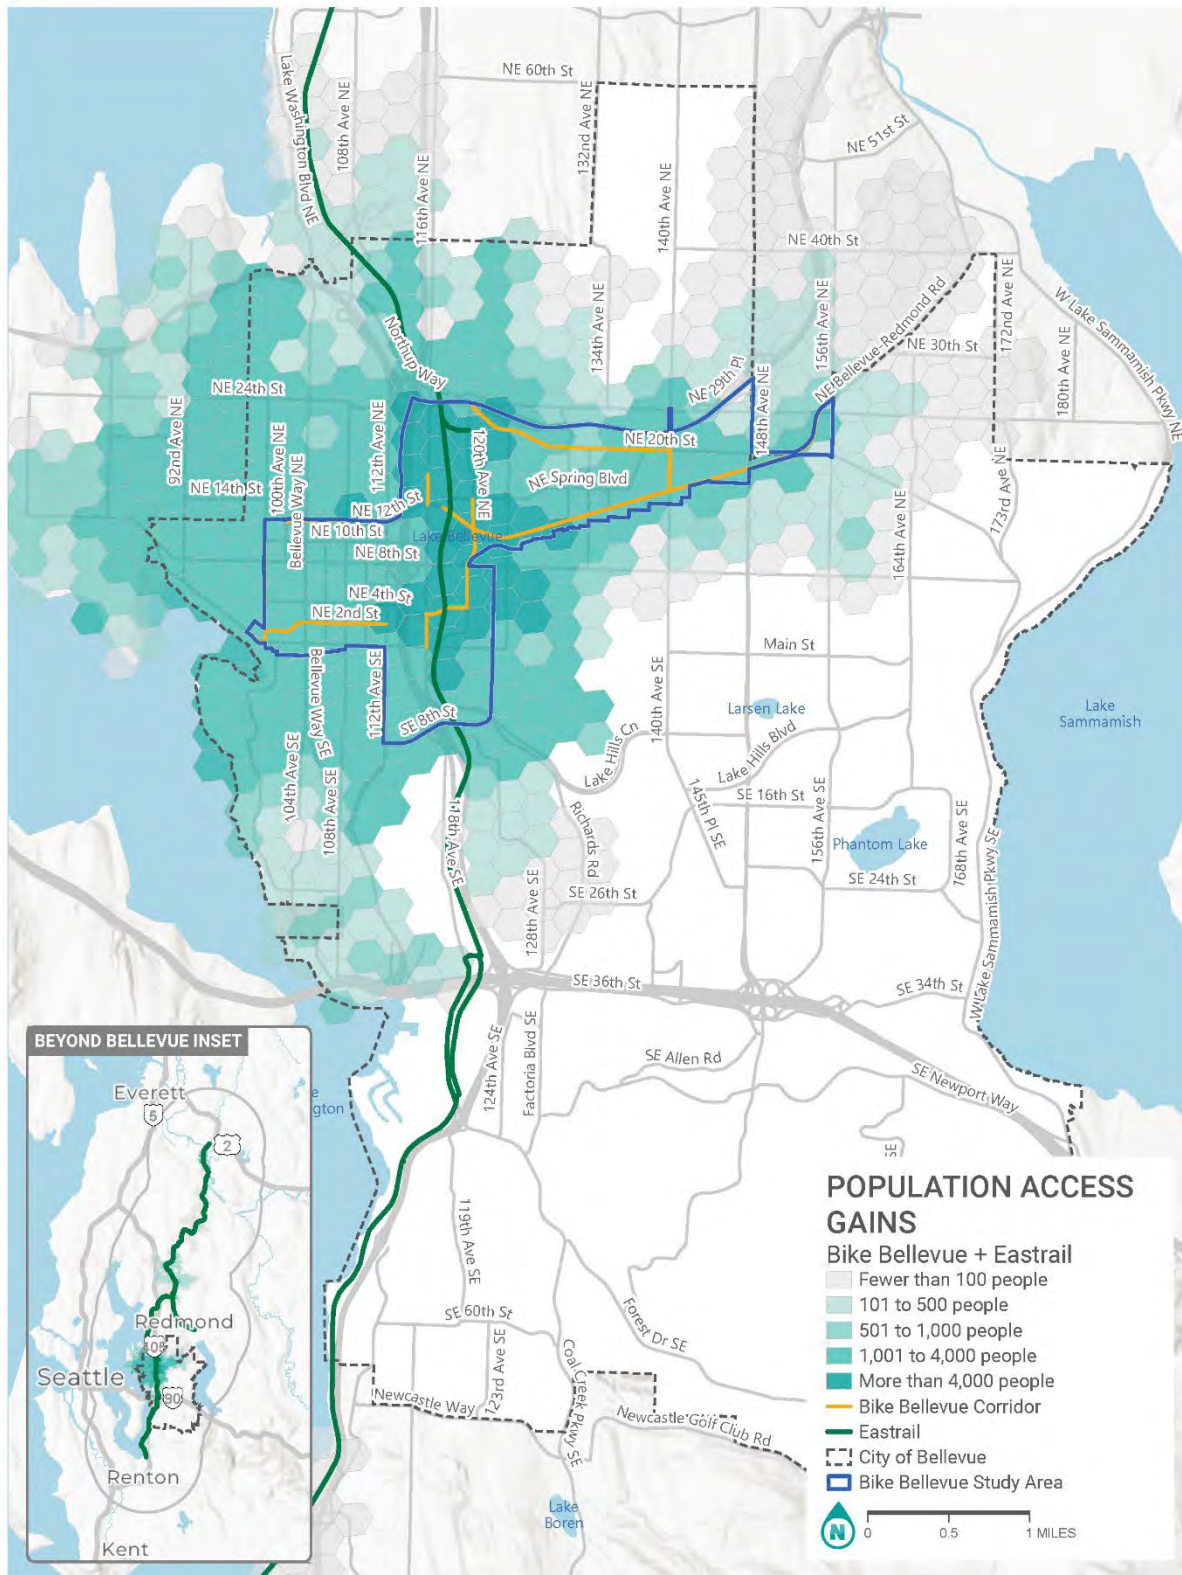 NE 60th St
Lake Washington Blvd NE
108th Ave NE
116th Ave NE
132nd Ave NE
140th Ave NE
NE 51st St
NE 40th St
172nd Ave NE
W Lake Sammamish Pkwy NE
134th Ave NE
156th Ave NE
NE Bellevue-Redmond Rd
NE 30th St
180th Ave NE
Northup Way
NE 24th St
NE 29th Pl
92nd Ave NE
100th Ave NE
Bellevue Way NE
112th Ave NE
120th Ave NE
NE 20th St
148th Ave NE
NE 14th St
NE Spring Blvd
NE 12th St
173rd Ave NE
NE 10th St
Lake Bellevue
NE 8th St
164th Ave NE
NE 4th St
NE 2nd St
Main St
Bellevue Way SE
112th Ave SE
140th Ave SE
Larsen Lake
Lake
Sammamish
SE 8th St
Lake Hills Cn
Lake Hills Blvd
104th Ave SE
108th Ave SE
118th Ave SE
Richards Rd
145th Pl SE
SE 16th St
156th Ave SE
Phantom Lake
168th Ave SE
SE 24th St
W Lake Sammamish Pkwy SE
128th Ave SE
SE 26th St
SE 36th St
SE 34th St
124th Ave SE
Factoria Blvd SE
SE Allen Rd
SE Newport Way
SE
119th Ave SE
SE 60th St
123rd Ave SE
Forest Dr SE
Coal Creek Pkwy SE
Newcastle Way
Newcastle Golf Club Rd
Lake
Boren
BEYOND BELLEVUE INSET
Everett
5
2
e
gton
Redmond
405
Seattle
90
Renton
Kent
POPULATION ACCESS
GAINS
Bike Bellevue + Eastrail
Fewer than 100 people
101 to 500 people
501 to 1,000 people
1,001 to 4,000 people
More than 4,000 people
Bike Bellevue Corridor
Eastrail
City of Bellevue
Bike Bellevue Study Area
N
0 0.5 1 MILES